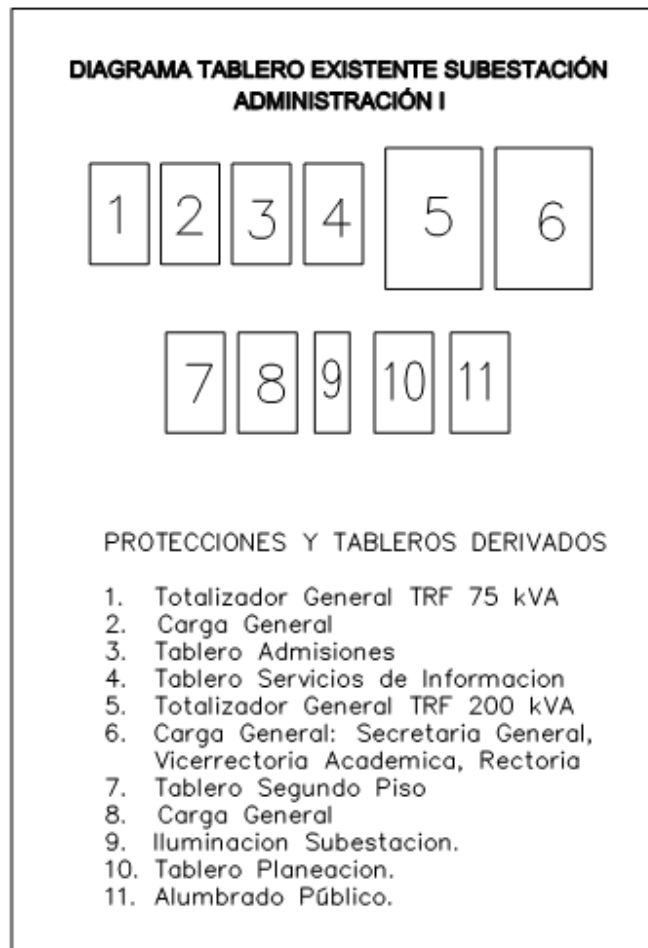 DIAGRAMA TABLERO EXISTENTE SUBESTACIÓN
ADMINISTRACIÓN I
1 2 3 4 5 6
7 8 9 10 11
PROTECCIONES Y TABLEROS DERIVADOS
1. Totalizador General TRF 75 kVA
2. Carga General
3. Tablero Admisiones
4. Tablero Servicios de Informacion
5. Totalizador General TRF 200 kVA
6. Carga General: Secretaria General,
Vicerrectoria Academica, Rectoria
7. Tablero Segundo Piso
8. Carga General
9. Iluminacion Subestacion.
10. Tablero Planeacion.
11. Alumbrado Público.